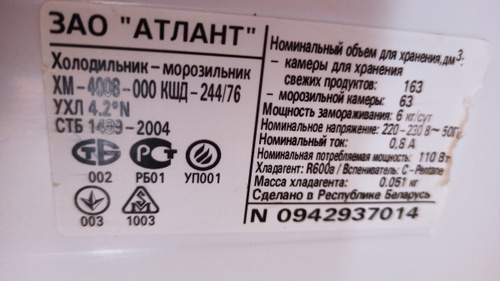 ЗАО "АТЛАНТ"
Холодильник – морозильник
ХМ-4008-000 КШД-244/76
УХЛ 4.2*N
СТБ 1499-2004
002 РБ01 УП001
003 1003
Номинальный объем для хранения,дм³:
– камеры для хранения
свежих продуктов: 163
– морозильной камеры: 63
Мощность замораживания: 6 кг/сут
Номинальное напряжение: 220-230 В~ 50Гц
Номинальный ток: 0,8 А
Номинальная потребляемая мощность: 110 Вт
Хладагент: R600a/ Вспениватель: C - Pentane
Масса хладагента: 0.051 кг
Сделано в Республике Беларусь
N 0942937014